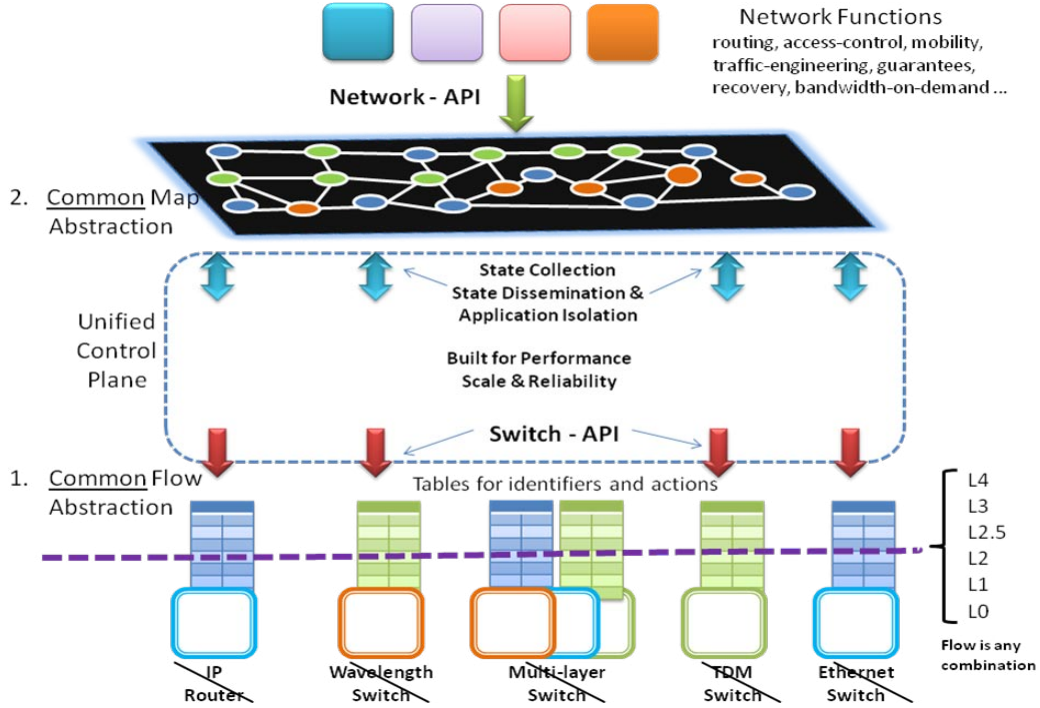 Network Functions
routing, access-control, mobility,
traffic-engineering, guarantees,
recovery, bandwidth-on-demand ...
Network - API
2. Common Map
Abstraction
State Collection
State Dissemination &
Application Isolation
Unified
Control
Plane
Built for Performance
Scale & Reliability
Switch - API
1. Common Flow
Abstraction
Tables for identifiers and actions
L4
L3
L2.5
L2
L1
L0
Flow is any
combination
IP
Router
Wavelength
Switch
Multi-layer
Switch
TDM
Switch
Ethernet
Switch